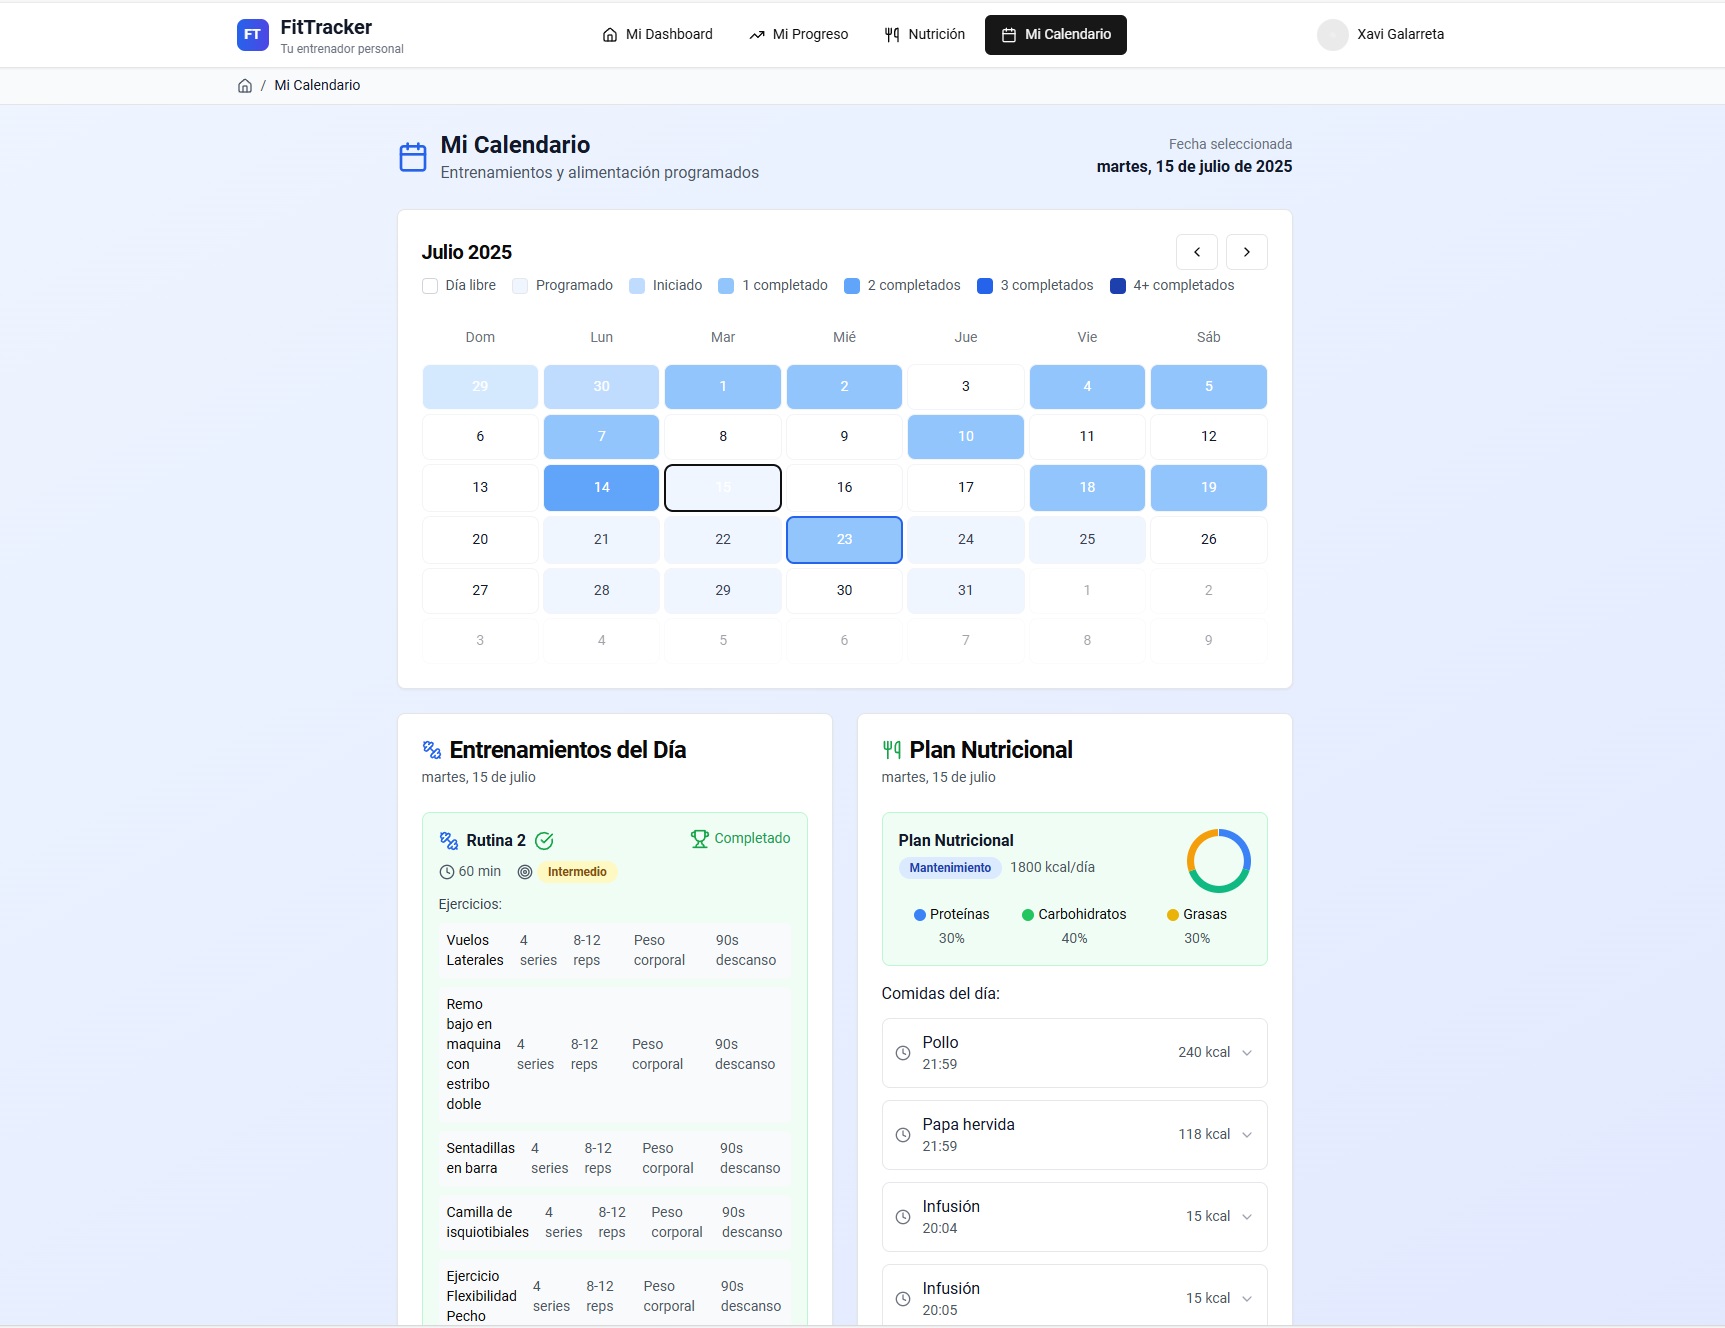 FT
FitTracker
Tu entrenador personal
Mi Dashboard
Mi Progreso
Nutrición
Mi Calendario
Xavi Galarreta
/ Mi Calendario
Mi Calendario
Entrenamientos y alimentación programados
Fecha seleccionada
martes, 15 de julio de 2025
Julio 2025
Día libre
Programado
Iniciado
1 completado
2 completados
3 completados
4+ completados
Dom Lun Mar Mié Jue Vie Sáb
29 30 1 2 3 4 5
6 7 8 9 10 11 12
13 14 15 16 17 18 19
20 21 22 23 24 25 26
27 28 29 30 31 1 2
3 4 5 6 7 8 9
Entrenamientos del Día
martes, 15 de julio
Rutina 2
Completado
60 min
Intermedio
Ejercicios:
Vuelos
Laterales
4
series
8-12
reps
Peso
corporal
90s
descanso
Remo
bajo en
maquina
con
estribo
doble
4
series
8-12
reps
Peso
corporal
90s
descanso
Sentadillas
en barra
4
series
8-12
reps
Peso
corporal
90s
descanso
Camilla de
isquiotibiales
4
series
8-12
reps
Peso
corporal
90s
descanso
Ejercicio
Flexibilidad
Pecho
4
series
8-12
reps
Peso
corporal
90s
descanso
Plan Nutricional
martes, 15 de julio
Plan Nutricional
Mantenimiento
1800 kcal/día
Proteínas
30%
Carbohidratos
40%
Grasas
30%
Comidas del día:
Pollo
21:59
240 kcal
Papa hervida
21:59
118 kcal
Infusión
20:04
15 kcal
Infusión
20:05
15 kcal